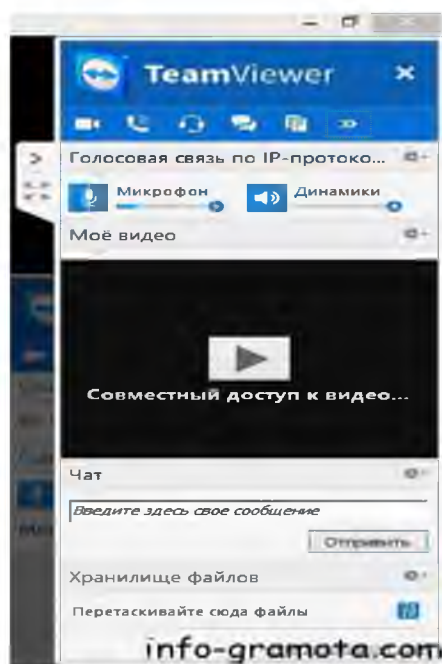 TeamViewer
Голосовая связь по IP-протоко...
Микрофон
Динамики
Моё видео
Совместный доступ к видео...
Чат
Введите здесь свое сообщение
Отправить
Хранилище файлов
Перетаскивайте сюда файлы
info-gramota.com